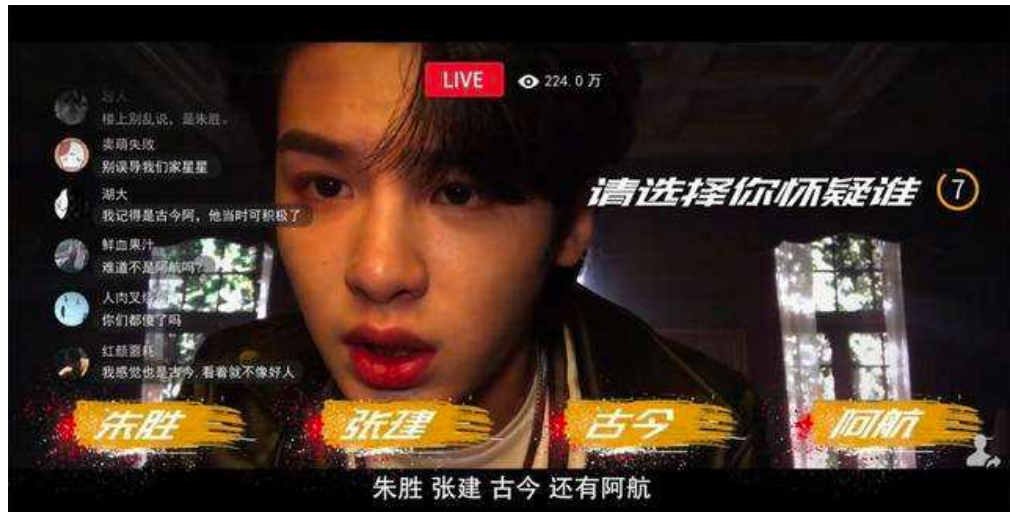 LIVE 224.0万
楼上别乱说，是朱胜。
卖萌失败
别误导我们家星星
湖大
我记得是古今阿，他当时可积极了
鲜血果汁
难道不是阿航吗？
人肉叉烧
你们都傻了吗
红颜噩耗
我感觉也是古今.看着就不像好人
请选择你怀疑谁 7
朱胜 张建 古今 阿航
朱胜 张建 古今 还有阿航